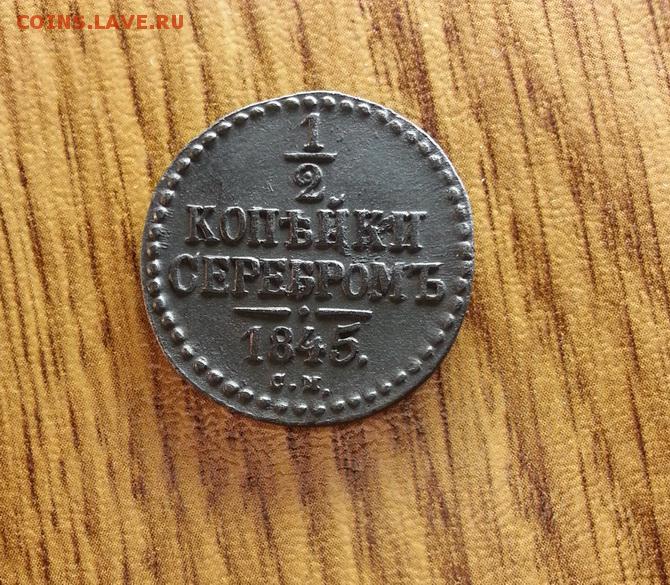 COINS.LAVE.RU
1
2
КОПѢЙКИ
СЕРЕБРОМЪ
1845.
С.М.